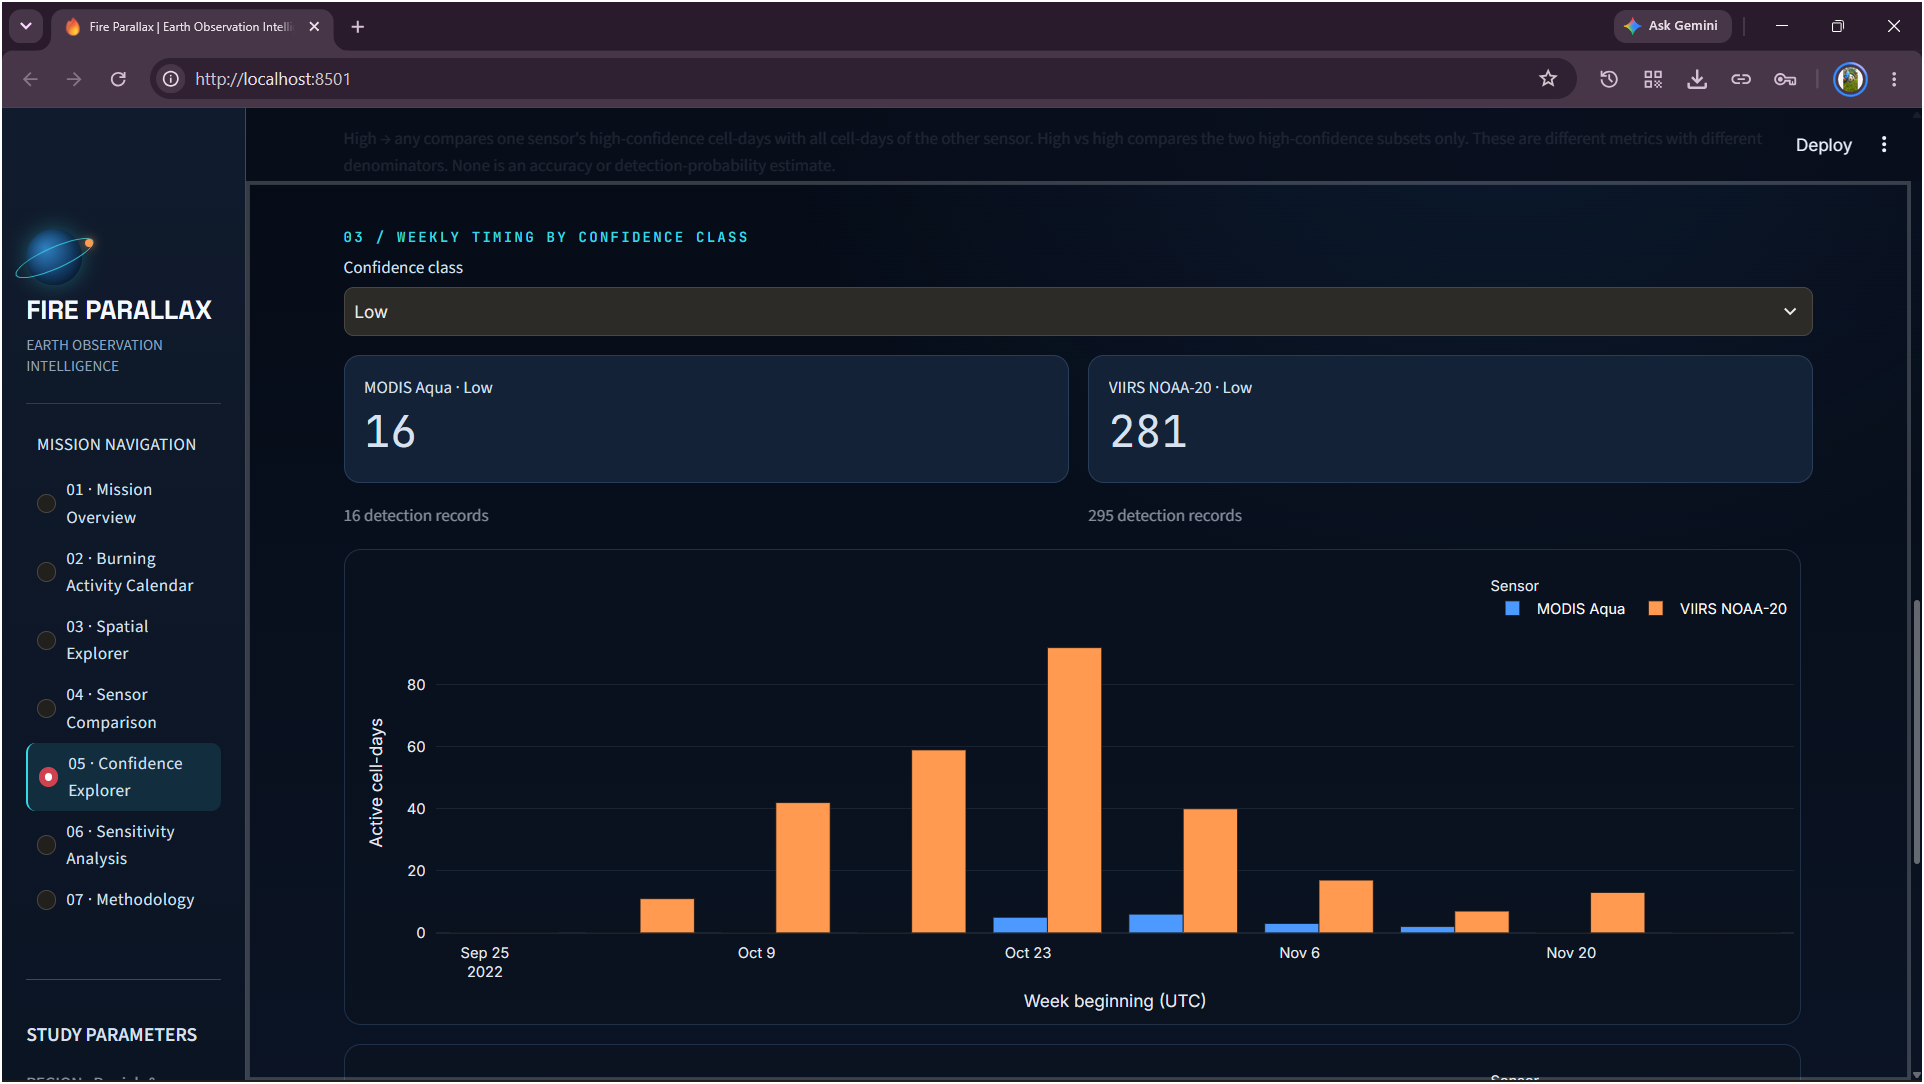 Fire Parallax | Earth Observation Intelli
Ask Gemini
http://localhost:8501
Deploy
High → any compares one sensor's high-confidence cell-days with all cell-days of the other sensor. High vs high compares the two high-confidence subsets only. These are different metrics with different
denominators. None is an accuracy or detection-probability estimate.
FIRE PARALLAX
EARTH OBSERVATION
INTELLIGENCE
MISSION NAVIGATION
01 · Mission
Overview
02 · Burning
Activity Calendar
03 · Spatial
Explorer
04 · Sensor
Comparison
05 · Confidence
Explorer
06 · Sensitivity
Analysis
07 · Methodology
STUDY PARAMETERS
03 / WEEKLY TIMING BY CONFIDENCE CLASS
Confidence class
Low
MODIS Aqua · Low
16
16 detection records
VIIRS NOAA-20 · Low
281
295 detection records
Sensor
MODIS Aqua
VIIRS NOAA-20
Active cell-days
80
60
40
20
0
Sep 25
2022
Oct 9
Oct 23
Nov 6
Nov 20
Week beginning (UTC)
Sensor